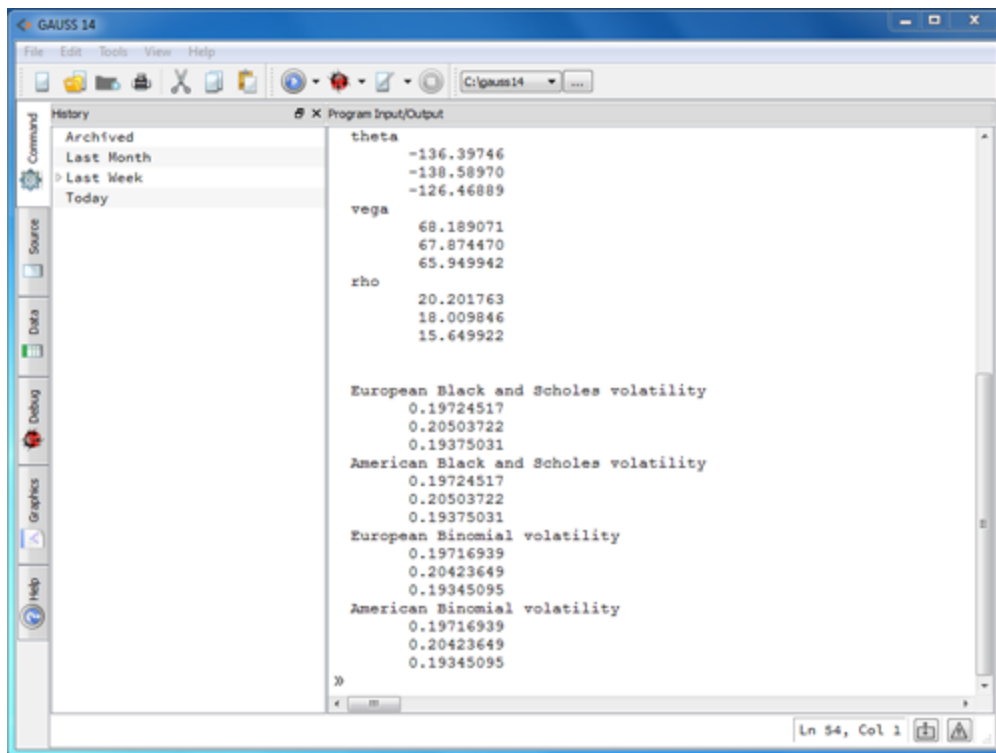 GAUSS 14
File Edit Tools View Help
C:\gauss14 ...
Command
Source
Data
Debug
Graphics
Help
History
Archived
Last Month
Last Week
Today
Program Input/Output
theta
-136.39746
-138.58970
-126.46889
vega
68.189071
67.874470
65.949942
rho
20.201763
18.009846
15.649922
European Black and Scholes volatility
0.19724517
0.20503722
0.19375031
American Black and Scholes volatility
0.19724517
0.20503722
0.19375031
European Binomial volatility
0.19716939
0.20423649
0.19345095
American Binomial volatility
0.19716939
0.20423649
0.19345095
»
Ln 54, Col 1